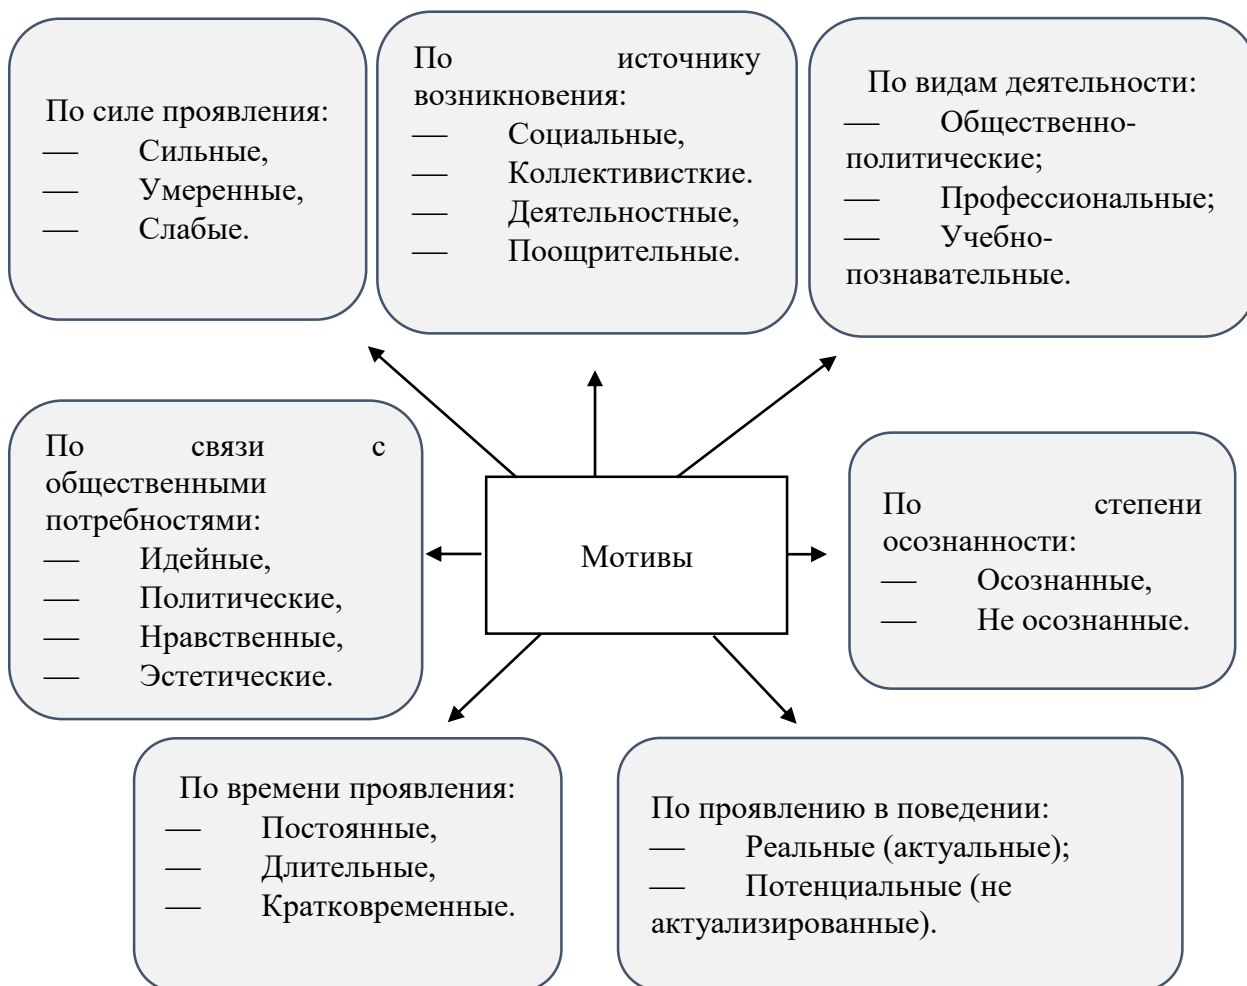 По силе проявления:
— Сильные,
— Умеренные,
— Слабые.
По источнику
возникновения:
— Социальные,
— Коллективисткие.
— Деятельностные,
— Поощрительные.
По видам деятельности:
— Общественно-
политические;
— Профессиональные;
— Учебно-
познавательные.
По связи с
общественными
потребностями:
— Идейные,
— Политические,
— Нравственные,
— Эстетические.
Мотивы
По степени
осознанности:
— Осознанные,
— Не осознанные.
По времени проявления:
— Постоянные,
— Длительные,
— Кратковременные.
По проявлению в поведении:
— Реальные (актуальные);
— Потенциальные (не
актуализированные).